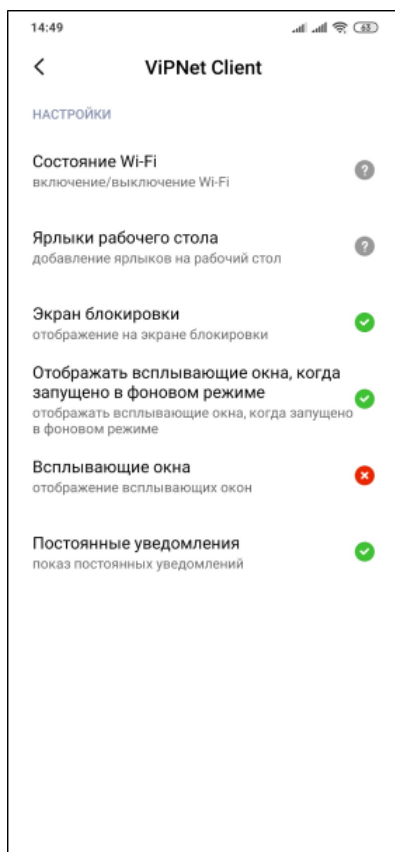 14:49
63
ViPNet Client
НАСТРОЙКИ
Состояние Wi-Fi
включение/выключение Wi-Fi
Ярлыки рабочего стола
добавление ярлыков на рабочий стол
Экран блокировки
отображение на экране блокировки
Отображать всплывающие окна, когда
запущено в фоновом режиме
отображать всплывающие окна, когда запущено
в фоновом режиме
Всплывающие окна
отображение всплывающих окон
Постоянные уведомления
показ постоянных уведомлений